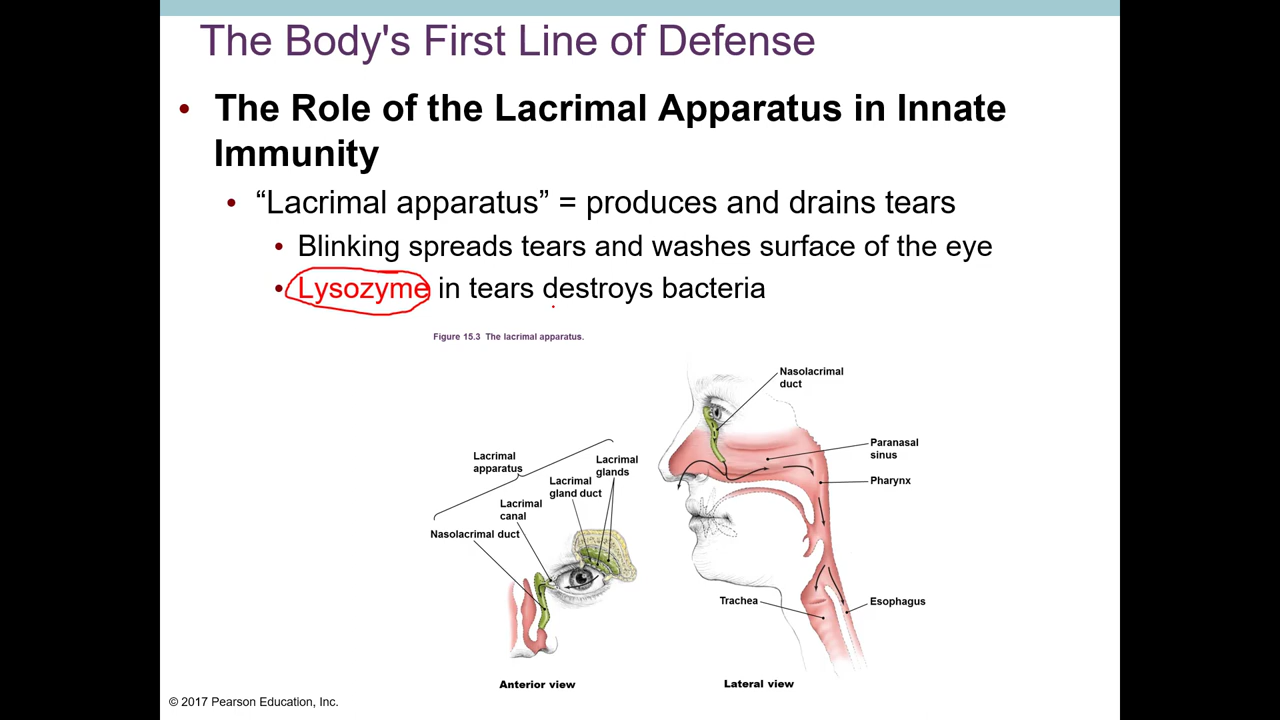 The Body's First Line of Defense
• The Role of the Lacrimal Apparatus in Innate
Immunity
• “Lacrimal apparatus” = produces and drains tears
• Blinking spreads tears and washes surface of the eye
• Lysozyme in tears destroys bacteria
Figure 15.3 The lacrimal apparatus.
Lacrimal
apparatus
Lacrimal
glands
Lacrimal
gland duct
Lacrimal
canal
Nasolacrimal duct
Anterior view
Nasolacrimal
duct
Paranasal
sinus
Pharynx
Trachea
Esophagus
Lateral view
© 2017 Pearson Education, Inc.